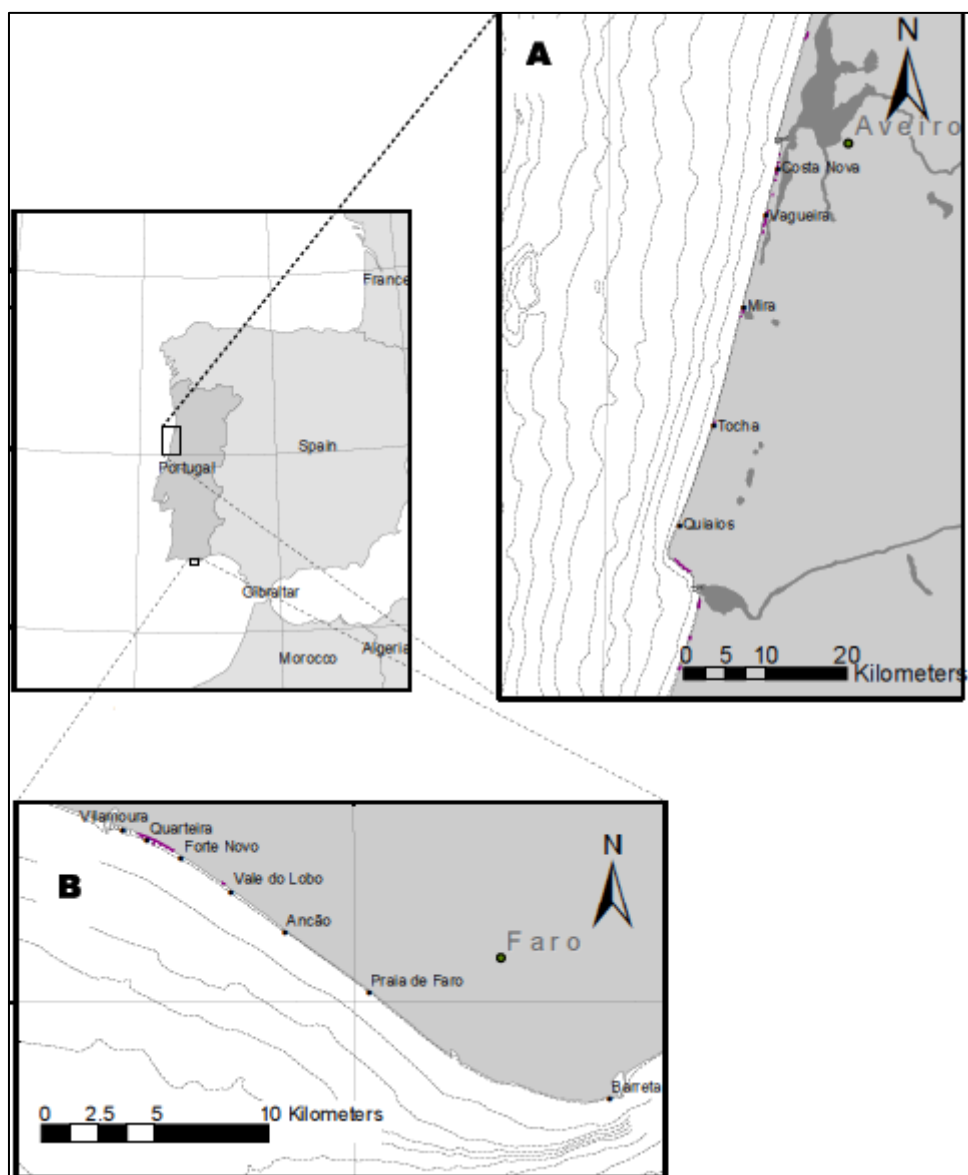 N
A
Aveiro
Costa Nova
Vagueira
Mira
Tocha
Quiaios
0 5 10 20
Kilometers
France
Spain
Portugal
Gibraltar
Algeria
Morocco
Vilamoura
Quarteira
Forte Novo
N
B
Vale do Lobo
Ancão
Faro
Praia de Faro
Barreta
0 2.5 5 10 Kilometers